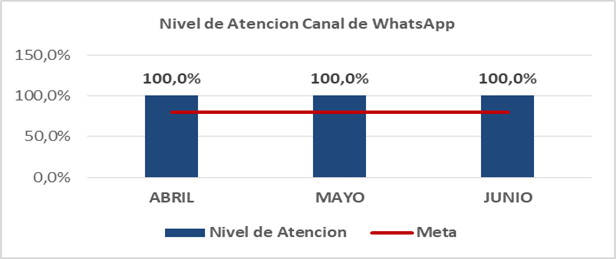 Nivel de Atencion Canal de WhatsApp
150,0%
100,0% 100,0% 100,0%
100,0%
50,0%
0,0%
ABRIL MAYO JUNIO
Nivel de Atencion Meta